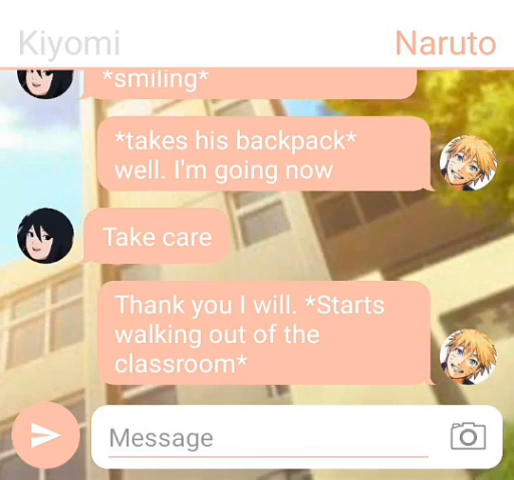 Kiyomi
Naruto
*smiling*
*takes his backpack*
well. I'm going now
Take care
Thank you I will. *Starts
walking out of the
classroom*
Message